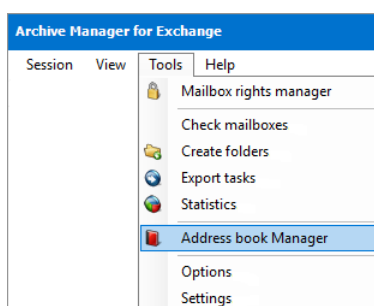 Archive Manager for Exchange
Session View Tools Help
Mailbox rights manager
Check mailboxes
Create folders
Export tasks
Statistics
Address book Manager
Options
Settings